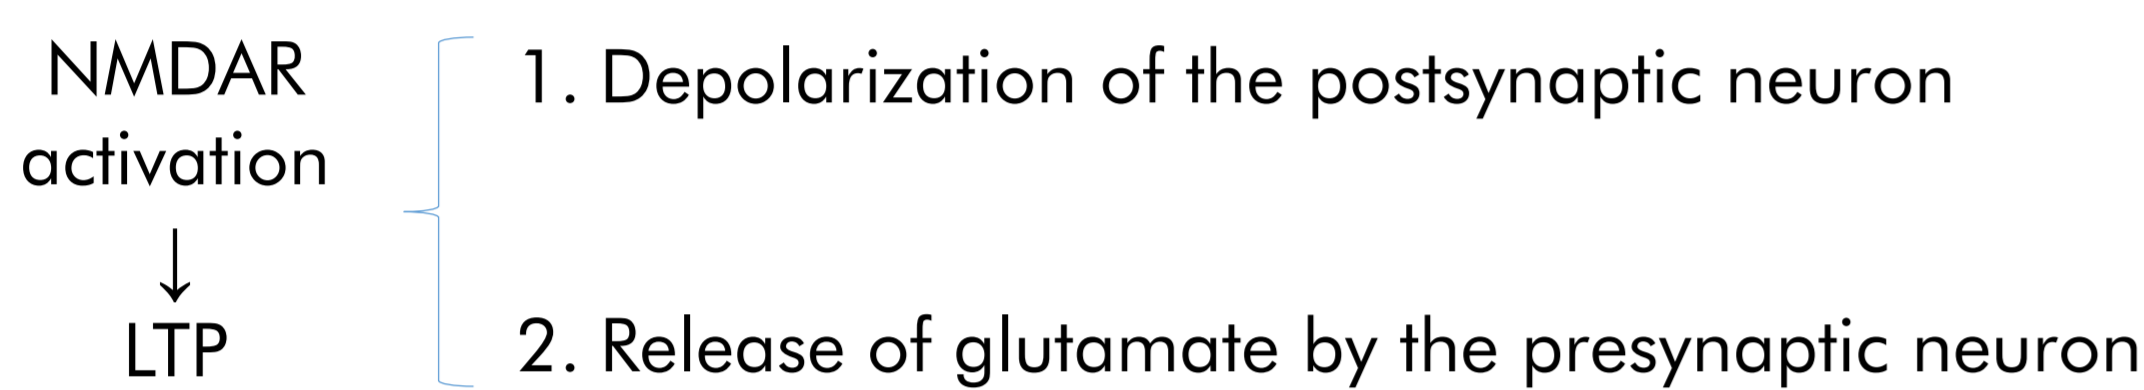 NMDAR
activation
↓
LTP
1. Depolarization of the postsynaptic neuron
2. Release of glutamate by the presynaptic neuron